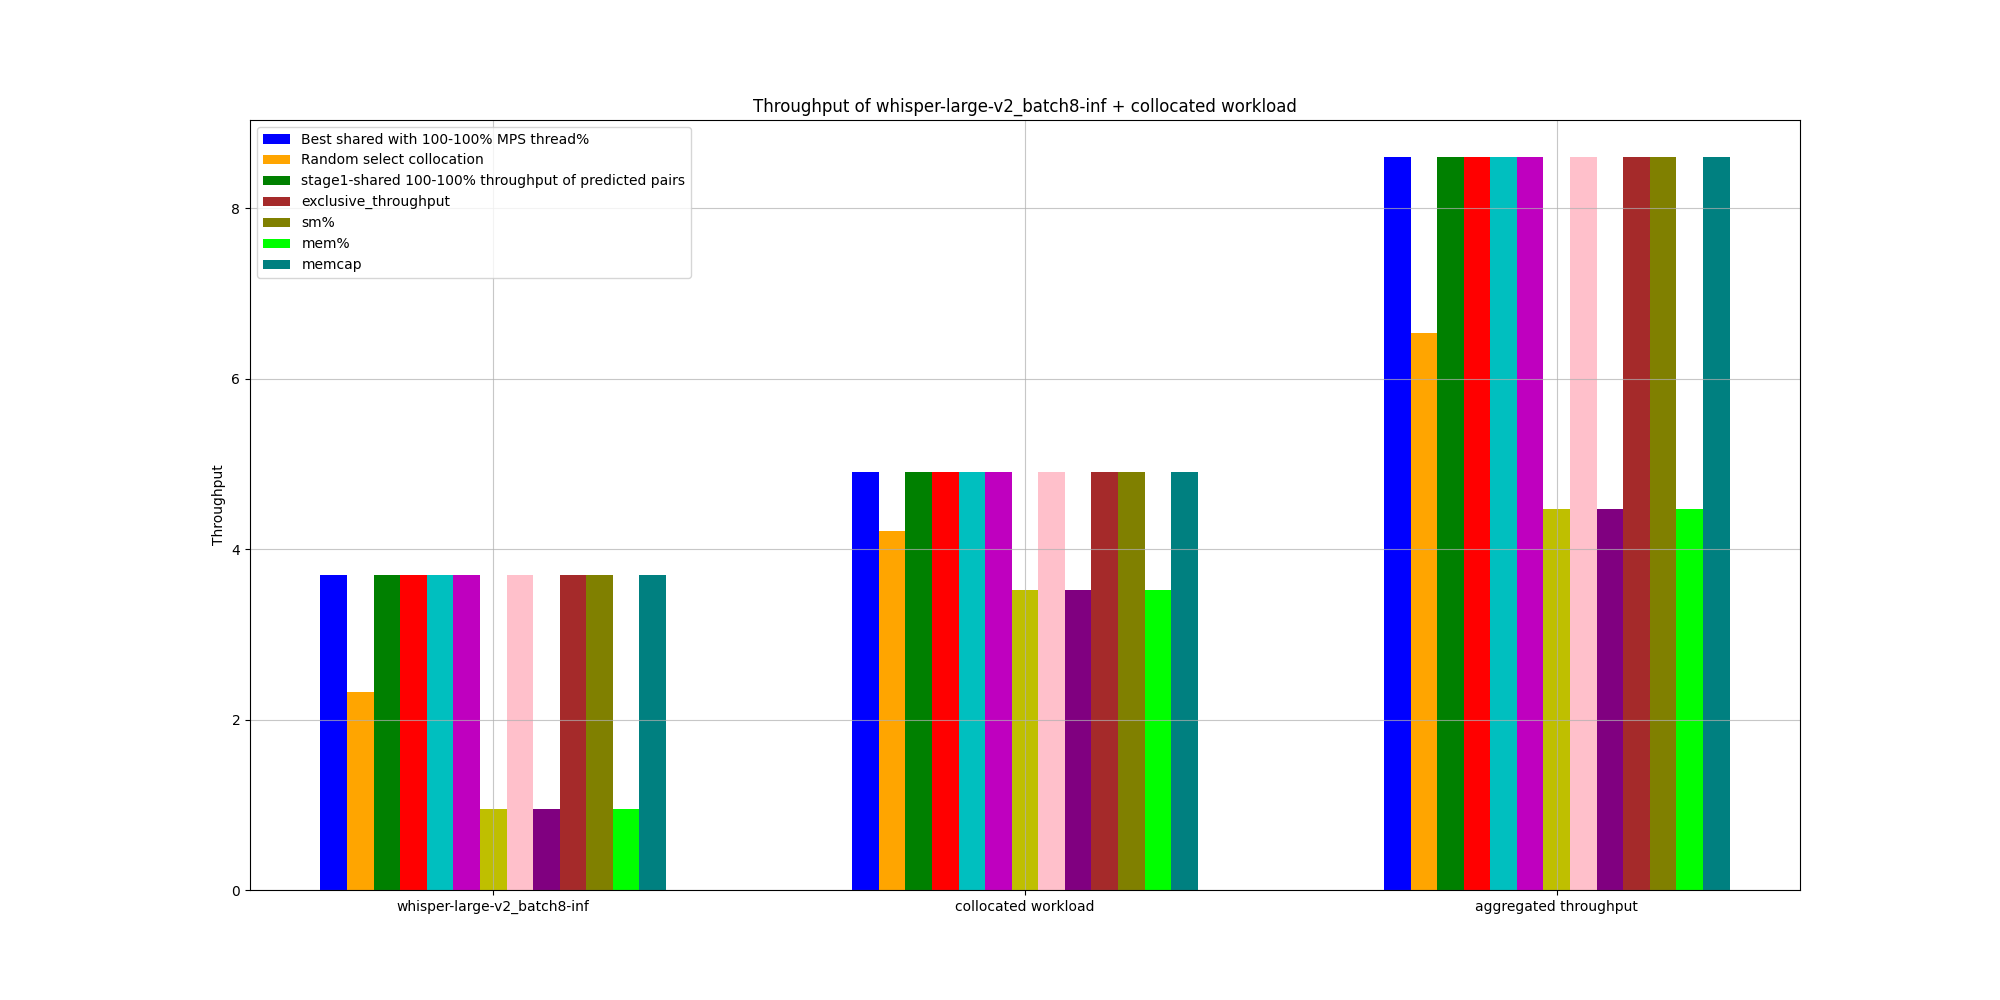 Throughput of whisper-large-v2_batch8-inf + collocated workload
Best shared with 100-100% MPS thread%
Random select collocation
stage1-shared 100-100% throughput of predicted pairs
exclusive_throughput
sm%
mem%
memcap
Throughput
8
6
4
2
0
whisper-large-v2_batch8-inf
collocated workload
aggregated throughput